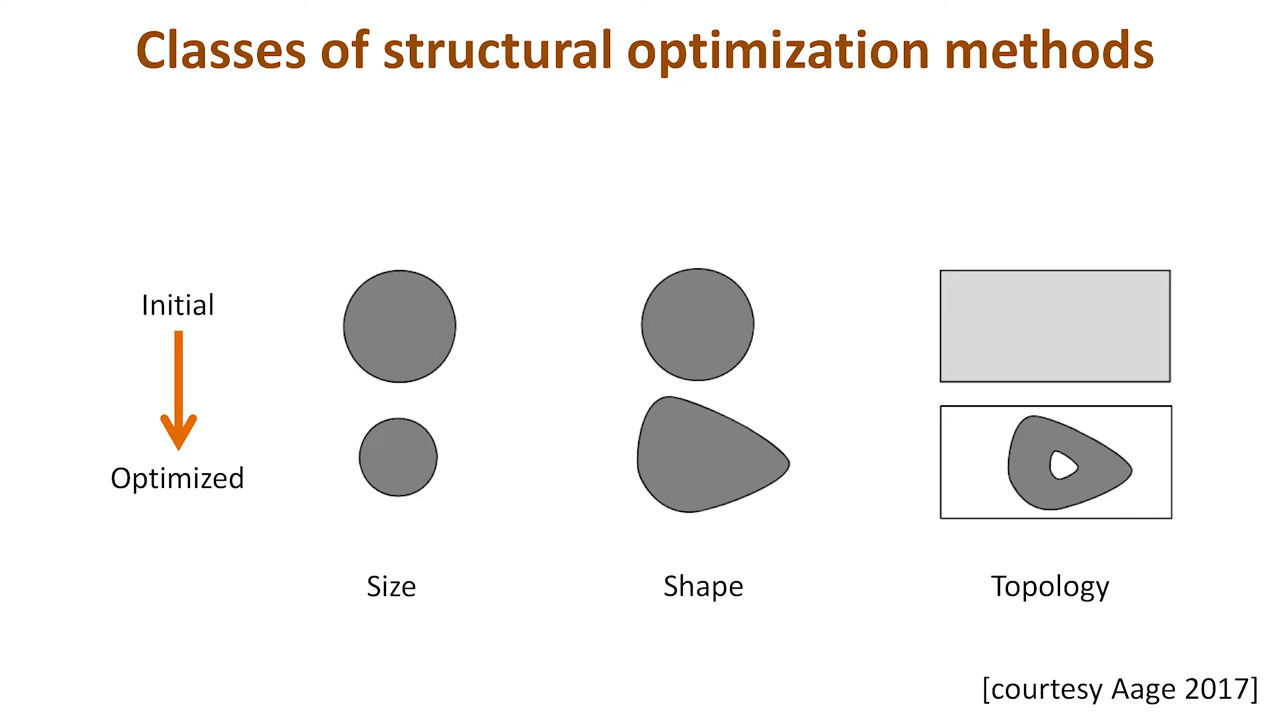 Classes of structural optimization methods
Initial
Optimized
Size
Shape
Topology
[courtesy Aage 2017]